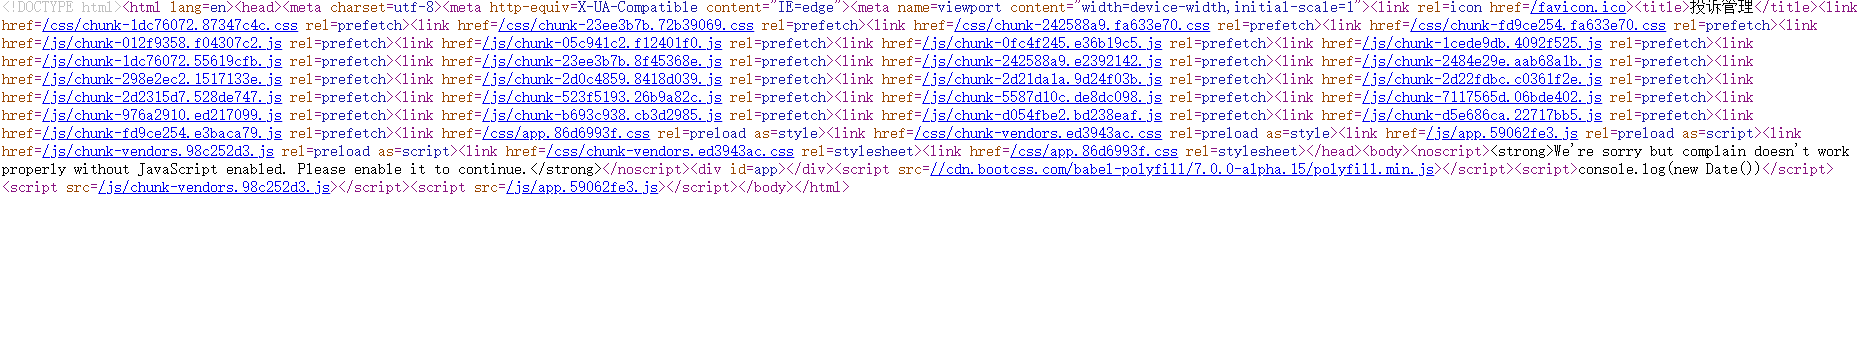 <!DOCTYPE html><html lang=en><head><meta charset=utf-8><meta http-equiv=X-UA-Compatible content="IE=edge"><meta name=viewport content="width=device-width,initial-scale=1"><link rel=icon href=/favicon.ico><title>投诉管理</title><link
href=/css/chunk-1dc76072.87347c4c.css rel=prefetch><link href=/css/chunk-23ee3b7b.72b39069.css rel=prefetch><link href=/css/chunk-242588a9.fa633e70.css rel=prefetch><link href=/css/chunk-fd9ce254.fa633e70.css rel=prefetch><link
href=/js/chunk-012f9358.f04307c2.js rel=prefetch><link href=/js/chunk-05c941c2.f12401f0.js rel=prefetch><link href=/js/chunk-0fc4f245.e36b19c5.js rel=prefetch><link href=/js/chunk-1cede9db.4092f525.js rel=prefetch><link
href=/js/chunk-1dc76072.55619cfb.js rel=prefetch><link href=/js/chunk-23ee3b7b.8f45368e.js rel=prefetch><link href=/js/chunk-242588a9.e2392142.js rel=prefetch><link href=/js/chunk-2484e29e.aab68a1b.js rel=prefetch><link
href=/js/chunk-298e2ec2.1517133e.js rel=prefetch><link href=/js/chunk-2d0c4859.8418d039.js rel=prefetch><link href=/js/chunk-2d21da1a.9d24f03b.js rel=prefetch><link href=/js/chunk-2d22fdbc.c0361f2e.js rel=prefetch><link
href=/js/chunk-2d2315d7.528de747.js rel=prefetch><link href=/js/chunk-523f5193.26b9a82c.js rel=prefetch><link href=/js/chunk-5587d10c.de8dc098.js rel=prefetch><link href=/js/chunk-7117565d.06bde402.js rel=prefetch><link
href=/js/chunk-976a2910.ed217099.js rel=prefetch><link href=/js/chunk-b693c938.cb3d2985.js rel=prefetch><link href=/js/chunk-d054fbe2.bd238eaf.js rel=prefetch><link href=/js/chunk-d5e686ca.22717bb5.js rel=prefetch><link
href=/js/chunk-fd9ce254.e3baca79.js rel=prefetch><link href=/css/app.86d6993f.css rel=preload as=style><link href=/css/chunk-vendors.ed3943ac.css rel=preload as=style><link href=/js/app.59062fe3.js rel=preload as=script><link
href=/js/chunk-vendors.98c252d3.js rel=preload as=script><link href=/css/chunk-vendors.ed3943ac.css rel=stylesheet><link href=/css/app.86d6993f.css rel=stylesheet></head><body><noscript><strong>We're sorry but complain doesn't work
properly without JavaScript enabled. Please enable it to continue.</strong></noscript><div id=app></div><script src=//cdn.bootcss.com/babel-polyfill/7.0.0-alpha.15/polyfill.min.js></script><script>console.log(new Date())</script>
<script src=/js/chunk-vendors.98c252d3.js></script><script src=/js/app.59062fe3.js></script></body></html>